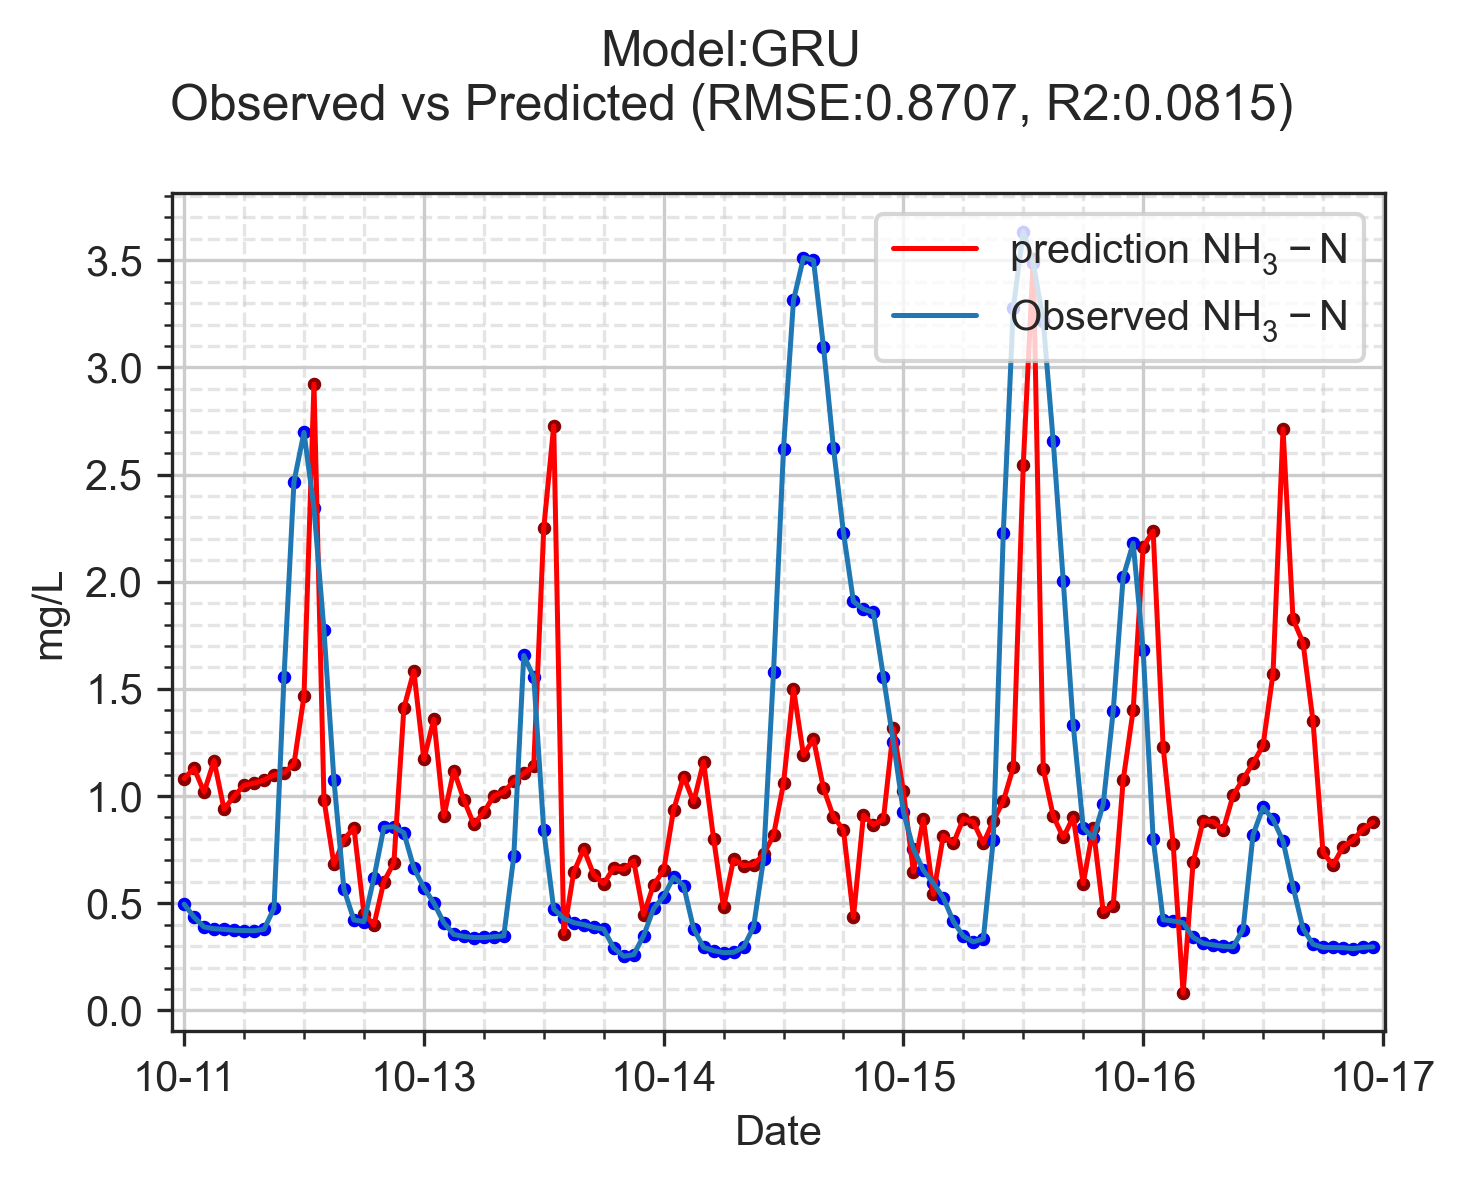 Model:GRU
Observed vs Predicted (RMSE:0.8707, R2:0.0815)
prediction NH₃ − N
Observed NH₃ − N
3.5
3.0
2.5
2.0
1.5
1.0
0.5
0.0
mg/L
10-11 10-13 10-14 10-15 10-16 10-17
Date